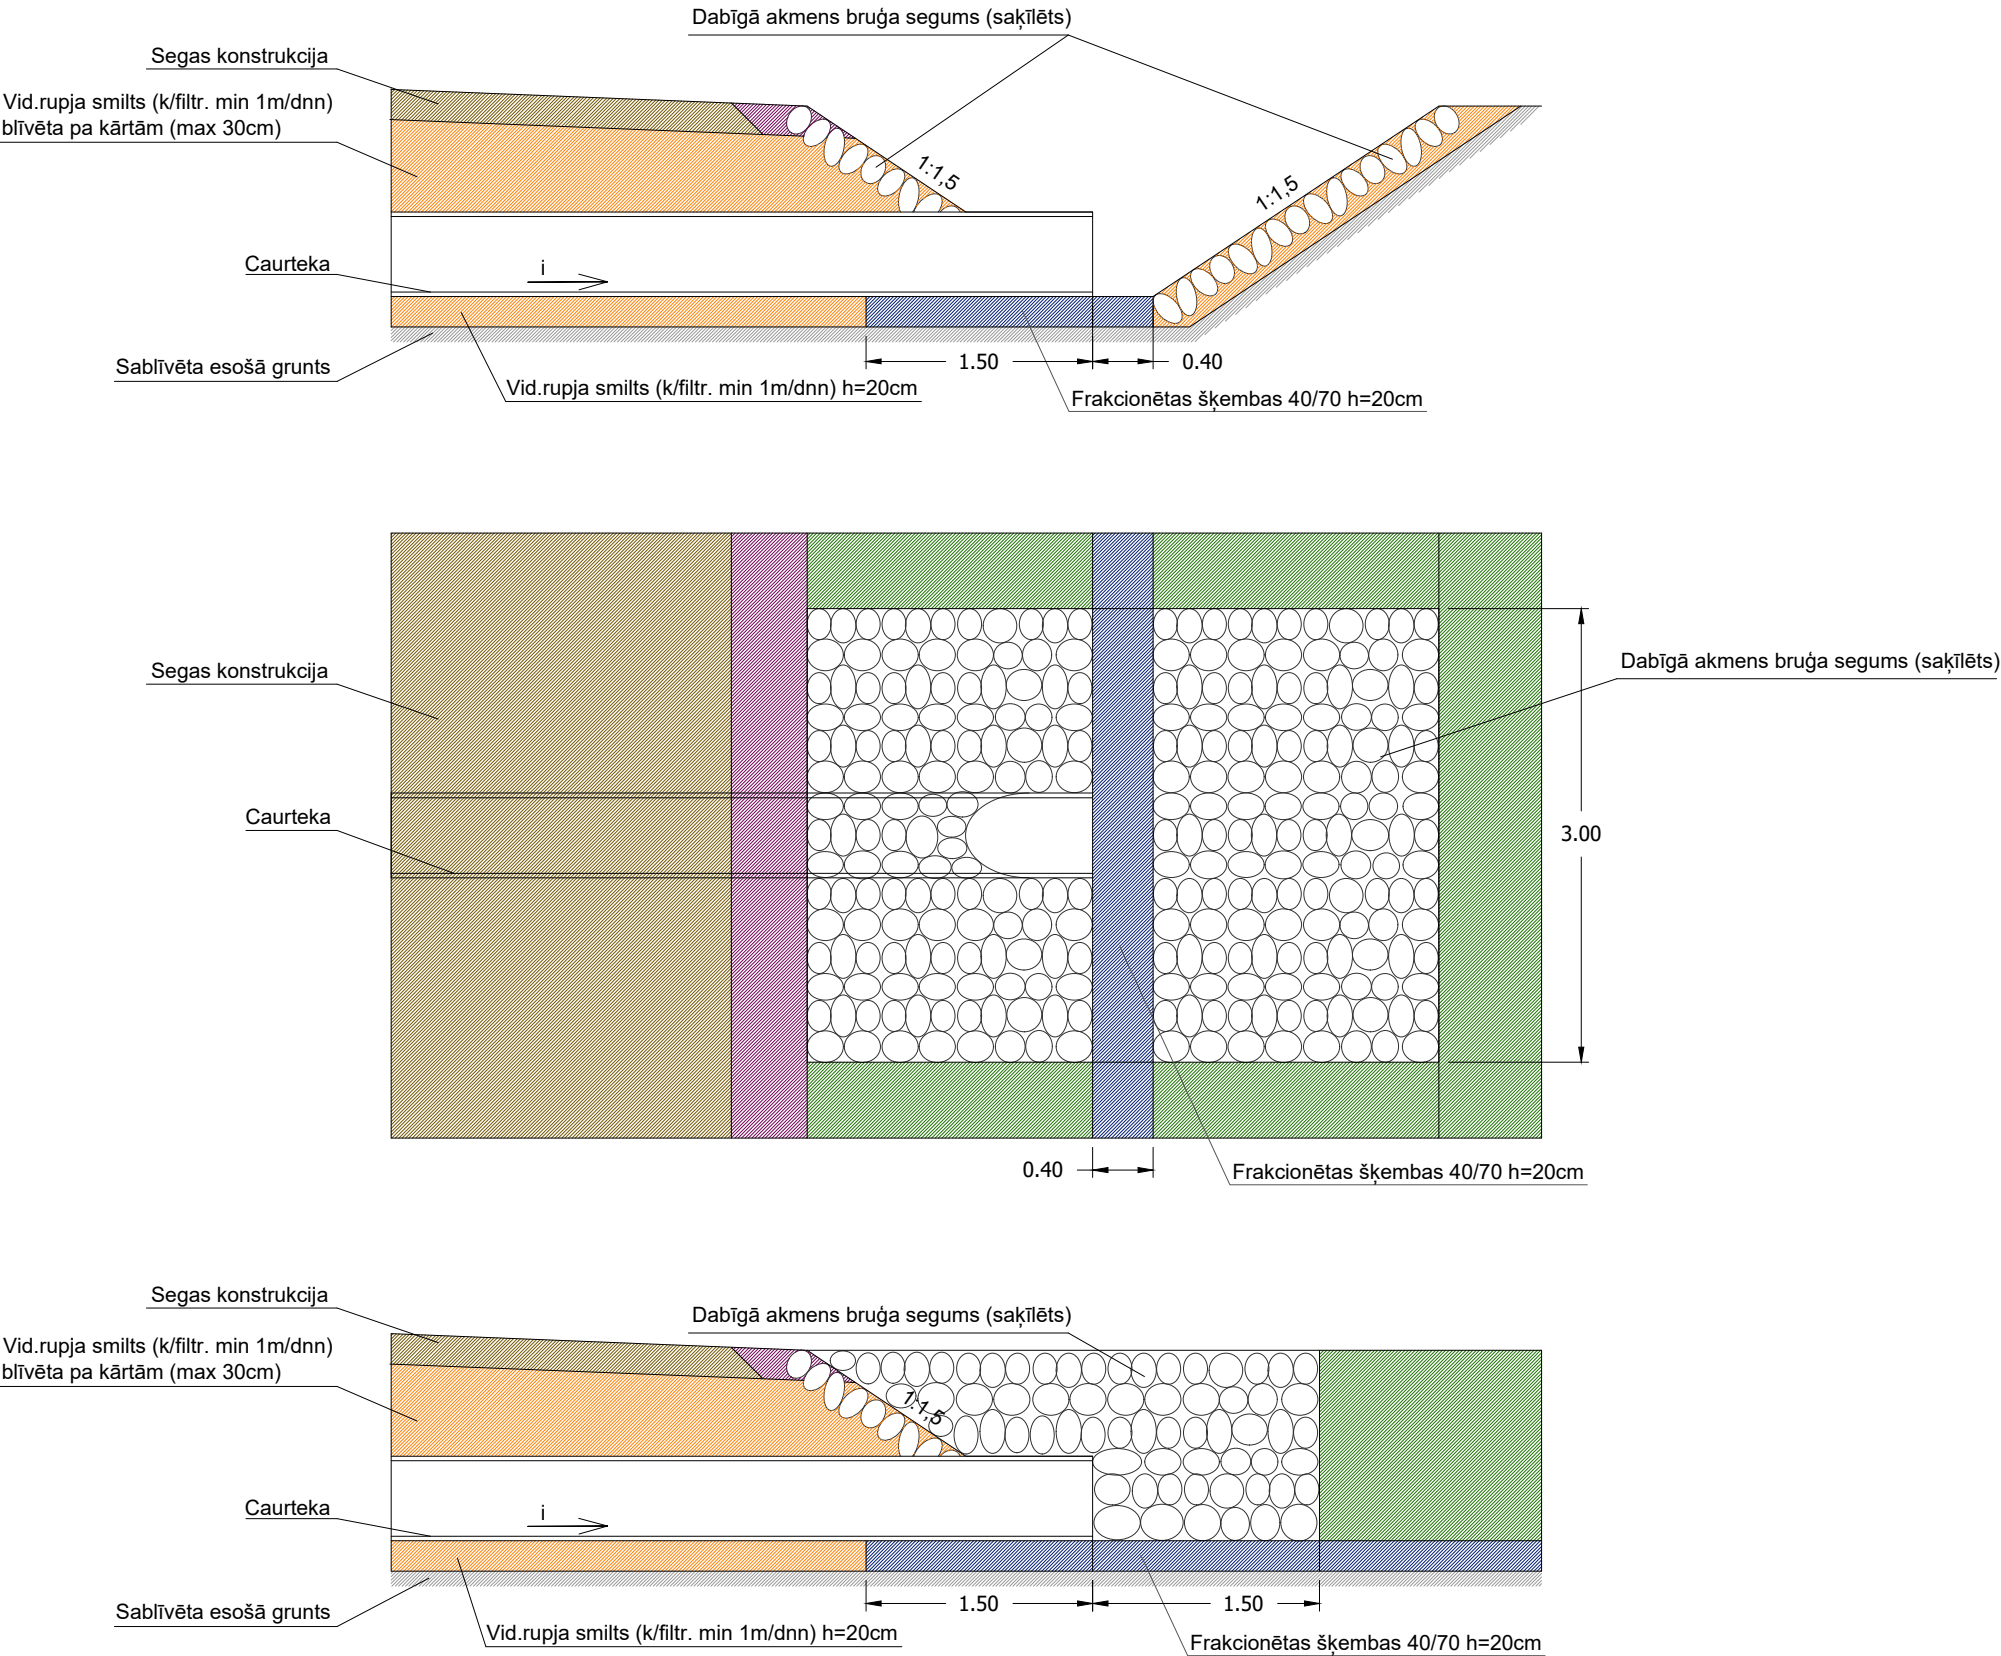 Dabīgā akmens bruģa segums (saķīlēts)
Segas konstrukcija
Vid.rupja smilts (k/filtr. min 1m/dnn)
blīvēta pa kārtām (max 30cm)
1:1,5
1:1,5
Caurteka
i
Sablīvēta esošā grunts
1.50
0.40
Vid.rupja smilts (k/filtr. min 1m/dnn) h=20cm
Frakcionētas šķembas 40/70 h=20cm
Segas konstrukcija
Dabīgā akmens bruģa segums (saķīlēts)
Caurteka
3.00
0.40
Frakcionētas šķembas 40/70 h=20cm
Segas konstrukcija
Dabīgā akmens bruģa segums (saķīlēts)
Vid.rupja smilts (k/filtr. min 1m/dnn)
blīvēta pa kārtām (max 30cm)
1:1,5
Caurteka
i
Sablīvēta esošā grunts
1.50
1.50
Vid.rupja smilts (k/filtr. min 1m/dnn) h=20cm
Frakcionētas šķembas 40/70 h=20cm